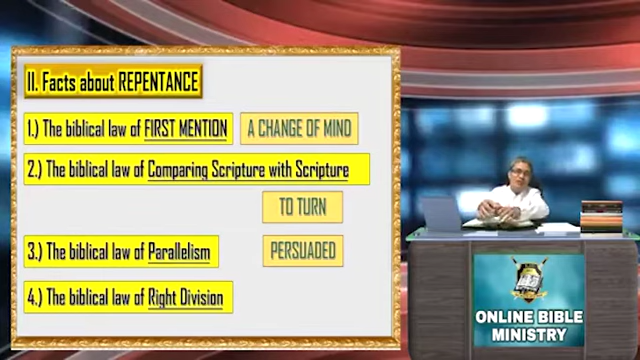 II. Facts about REPENTANCE
1.) The biblical law of FIRST MENTION A CHANGE OF MIND
2.) The biblical law of Comparing Scripture with Scripture
TO TURN
3.) The biblical law of Parallelism PERSUADED
4.) The biblical law of Right Division
ONLINE BIBLE
MINISTRY